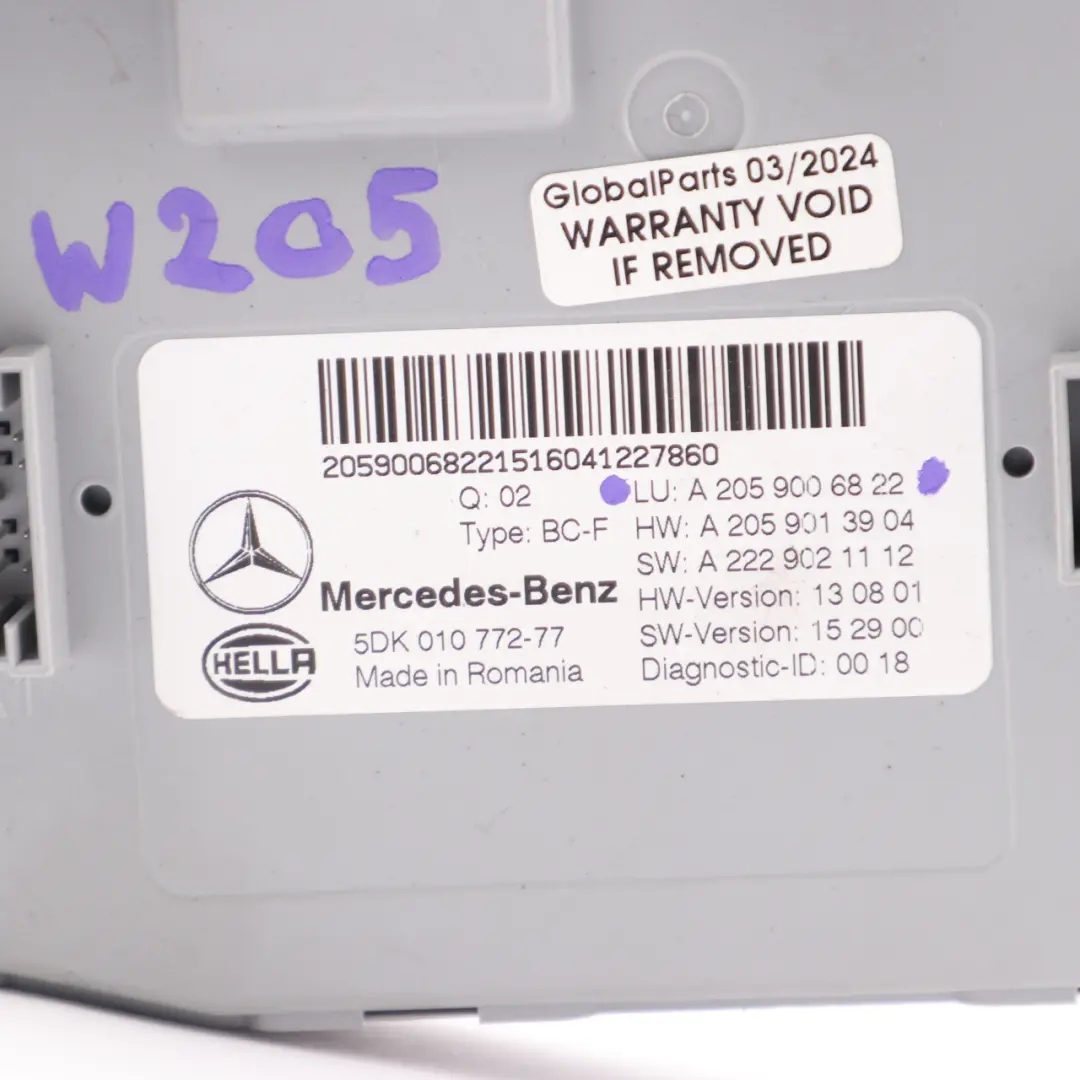 W205
GlobalParts 03/2024
WARRANTY VOID
IF REMOVED
2059006822151604122786​0
Q: 02
LU: A 205 900 68 22
Type: BC-F
HW: A 205 901 39 04
SW: A 222 902 11 12
Mercedes-Benz
HW-Version: 13 08 01
5DK 010 772-77
SW-Version: 15 29 00
HELLA
Made in Romania
Diagnostic-ID: 00 18